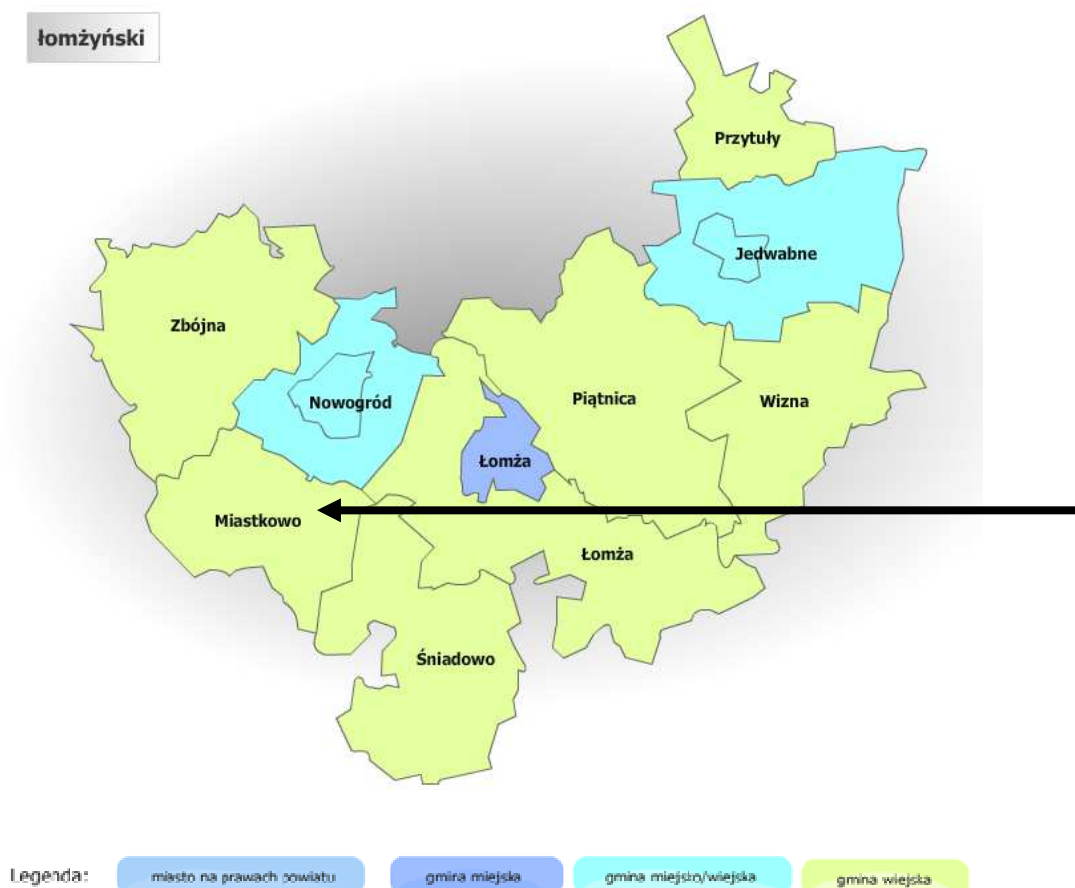 łomżyński
Przytuły
Jedwabne
Zbójna
Nowogród
Piątnica
Wizna
Łomża
Miastkowo
Łomża
Śniadowo
Legenda:
miasto na prawach powiatu
gmina miejska
gmina miejsko/wiejska
gmina wiejska